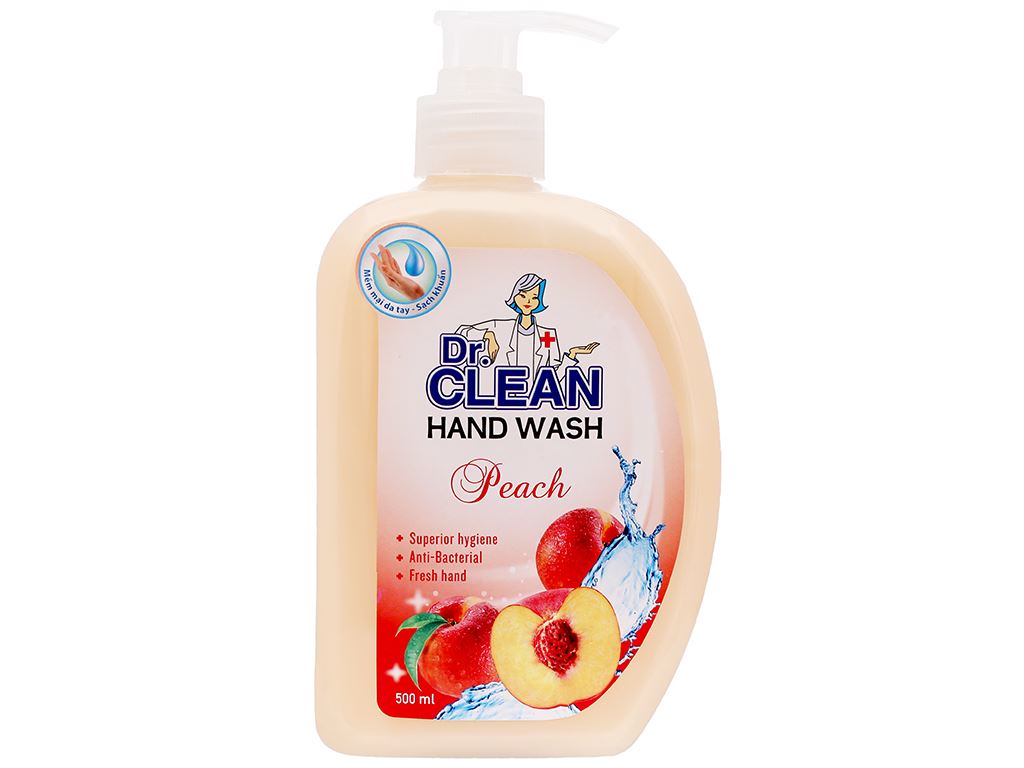 Mềm mại da tay - Sạch khuẩn
Dr.
CLEAN
HAND WASH
Peach
+ Superior hygiene
+ Anti-Bacterial
+ Fresh hand
500 ml